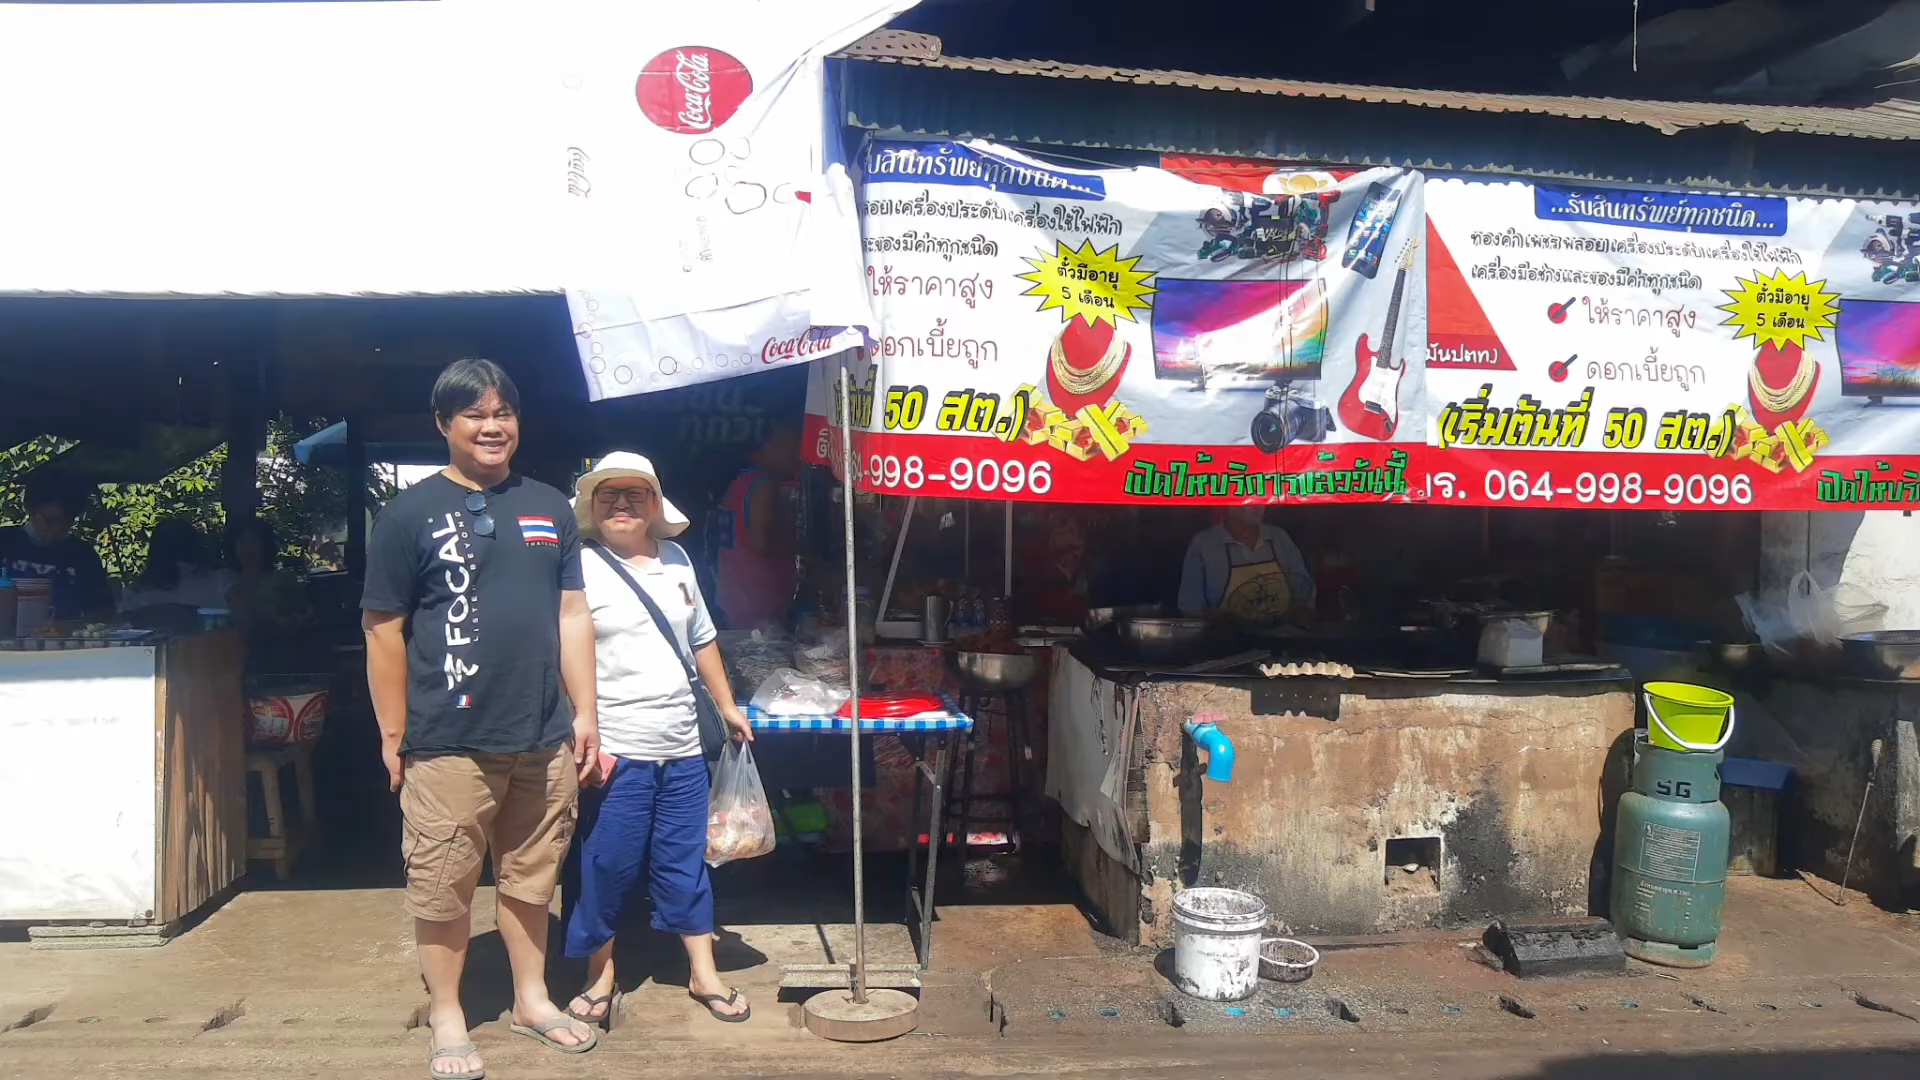 Coca-Cola
Coca-Cola
บสินทรัพย์ทุกชนิด...
เครื่องประดับ เครื่องใช้ไฟฟ้า
ของมีค่าทุกชนิด
ให้ราคาสูง
ดอกเบี้ยถูก
50 สต.)
-998-9096
เปิดให้บริการแล้ววันนี้
ตั๋วมีอายุ
5 เดือน
...รับสินทรัพย์ทุกชนิด...
ทองคำ เพชร พลอย เครื่องประดับ เครื่องใช้ไฟฟ้า
เครื่องมือช่างและของมีค่าทุกชนิด
ให้ราคาสูง
ดอกเบี้ยถูก
(เริ่มต้นที่ 50 สต.)
โทร. 064-998-9096
ตั๋วมีอายุ
5 เดือน
มันปตท.)
เปิดให้บริ
FOCAL
LISTEN BEYOND
THAILAND
SG